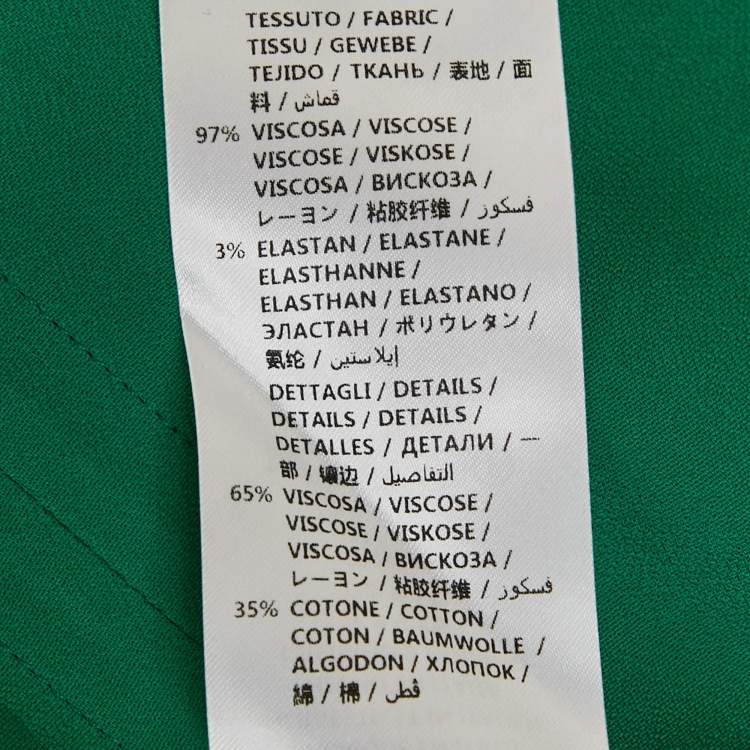 TESSUTO / FABRIC /
TISSU / GEWEBE /
TEJIDO / ТКАНЬ / 表地 / 面
料 / قماش
97% VISCOSA / VISCOSE /
VISCOSE / VISKOSE /
VISCOSA / ВИСКОЗА /
レーヨン / 粘胶纤维 / فسكوز
3% ELASTAN / ELASTANE /
ELASTHANNE /
ELASTHAN / ELASTANO /
ЭЛАСТАН / ポリウレタン /
氨纶 / إيلاستين
DETTAGLI / DETAILS /
DETAILS / DETAILS /
DETALLES / ДЕТАЛИ / 一
部 / 镶边 / التفاصيل
65% VISCOSA / VISCOSE /
VISCOSE / VISKOSE /
VISCOSA / ВИСКОЗА /
レーヨン / 粘胶纤维 / فسكوز
35% COTONE / COTTON /
COTON / BAUMWOLLE /
ALGODON / ХЛОПОК /
綿 / 棉 / قطن